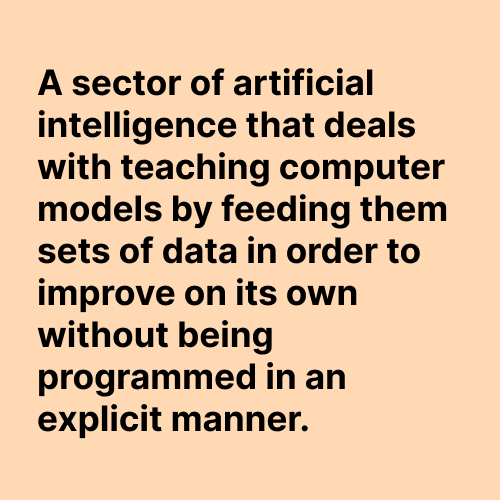 A sector of artificial
intelligence that deals
with teaching computer
models by feeding them
sets of data in order to
improve on its own
without being
programmed in an
explicit manner.